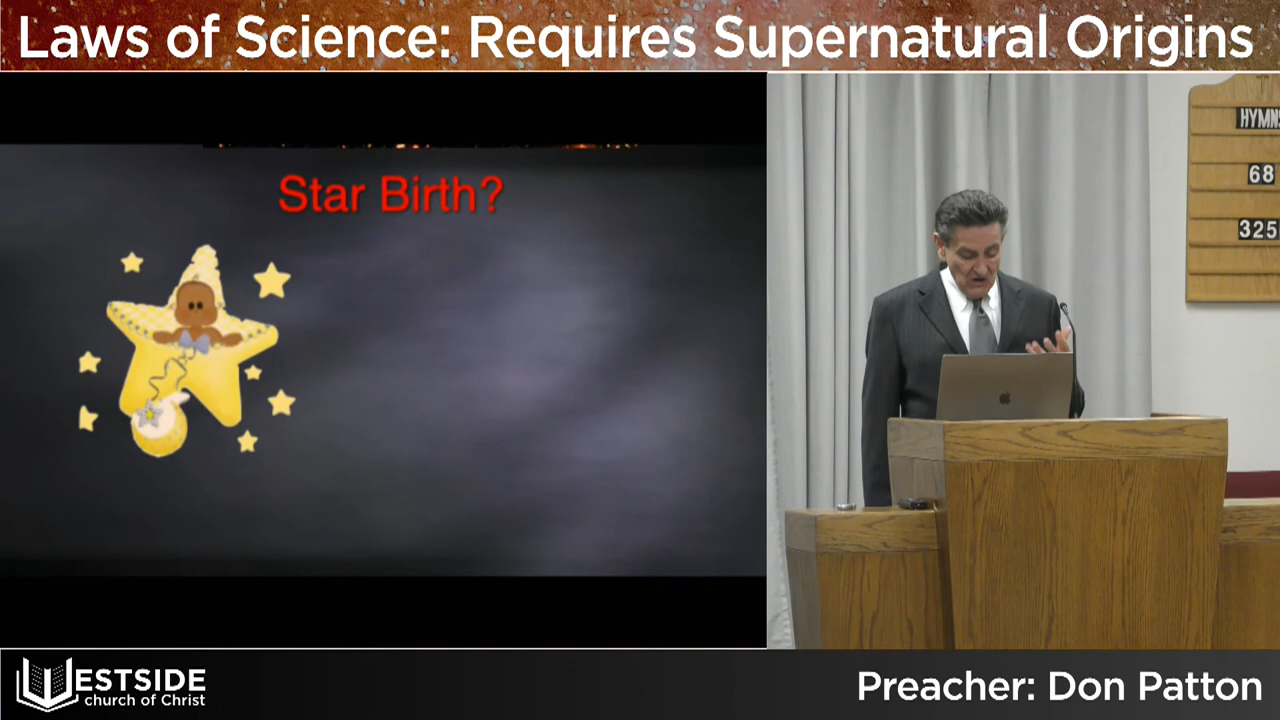 Laws of Science: Requires Supernatural Origins
Star Birth?
HYMNS
68
325
WESTSIDE
church of Christ
Preacher: Don Patton